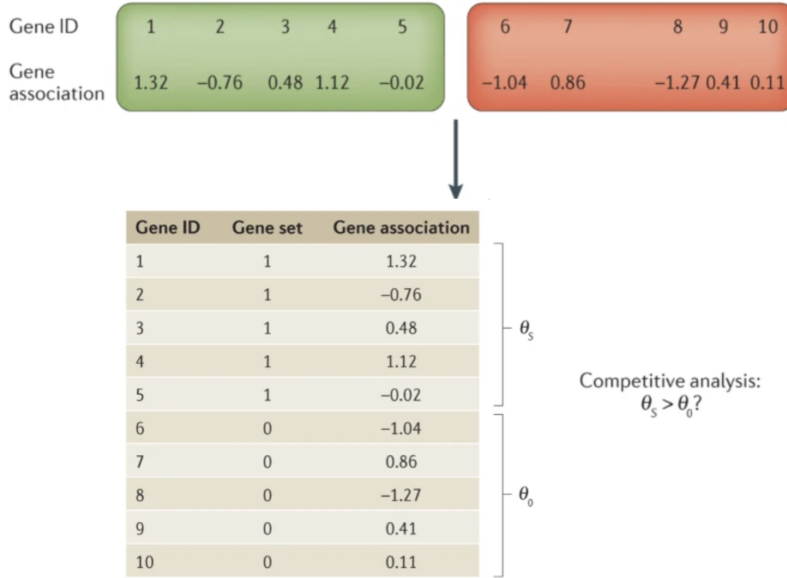 Gene ID 1 2 3 4 5 6 7 8 9 10
Gene association 1.32 −0.76 0.48 1.12 −0.02 −1.04 0.86 −1.27 0.41 0.11
Gene ID Gene set Gene association
1 1 1.32
2 1 −0.76
3 1 0.48
4 1 1.12
5 1 −0.02
6 0 −1.04
7 0 0.86
8 0 −1.27
9 0 0.41
10 0 0.11
θS
θ0
Competitive analysis:
θS > θ0?